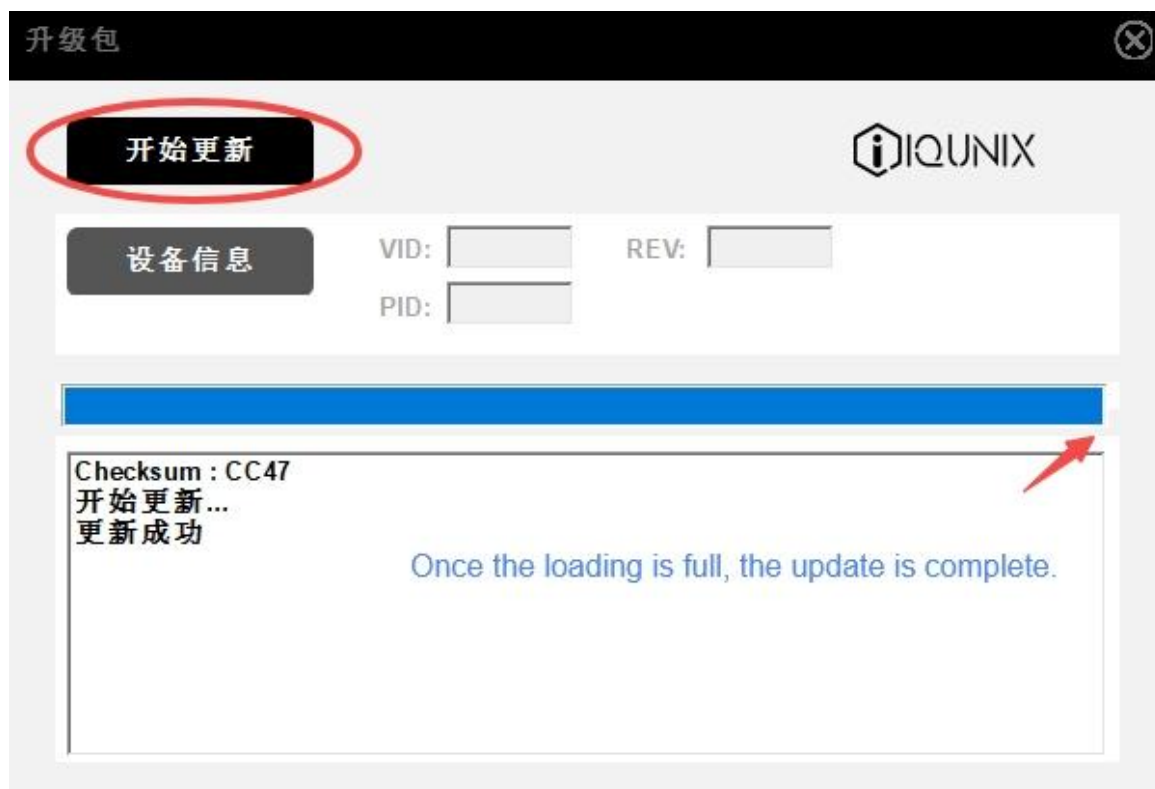 升级包
开始更新
IQUNIX
设备信息
VID:
REV:
PID:
Checksum : CC47
开始更新...
更新成功
Once the loading is full, the update is complete.